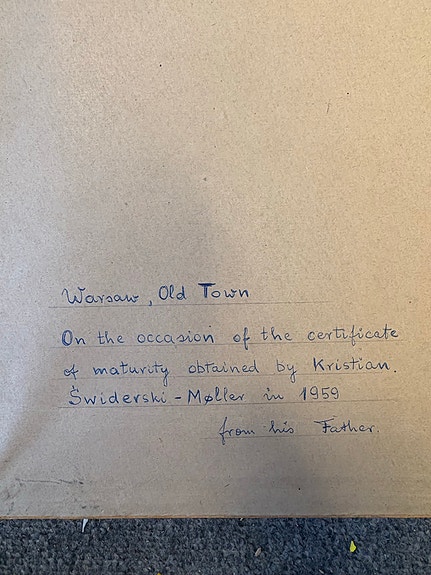 Warsaw, Old Town
On the occasion of the certificate
of maturity obtained by Kristian.
Świderski - Møller in 1959
from his Father.